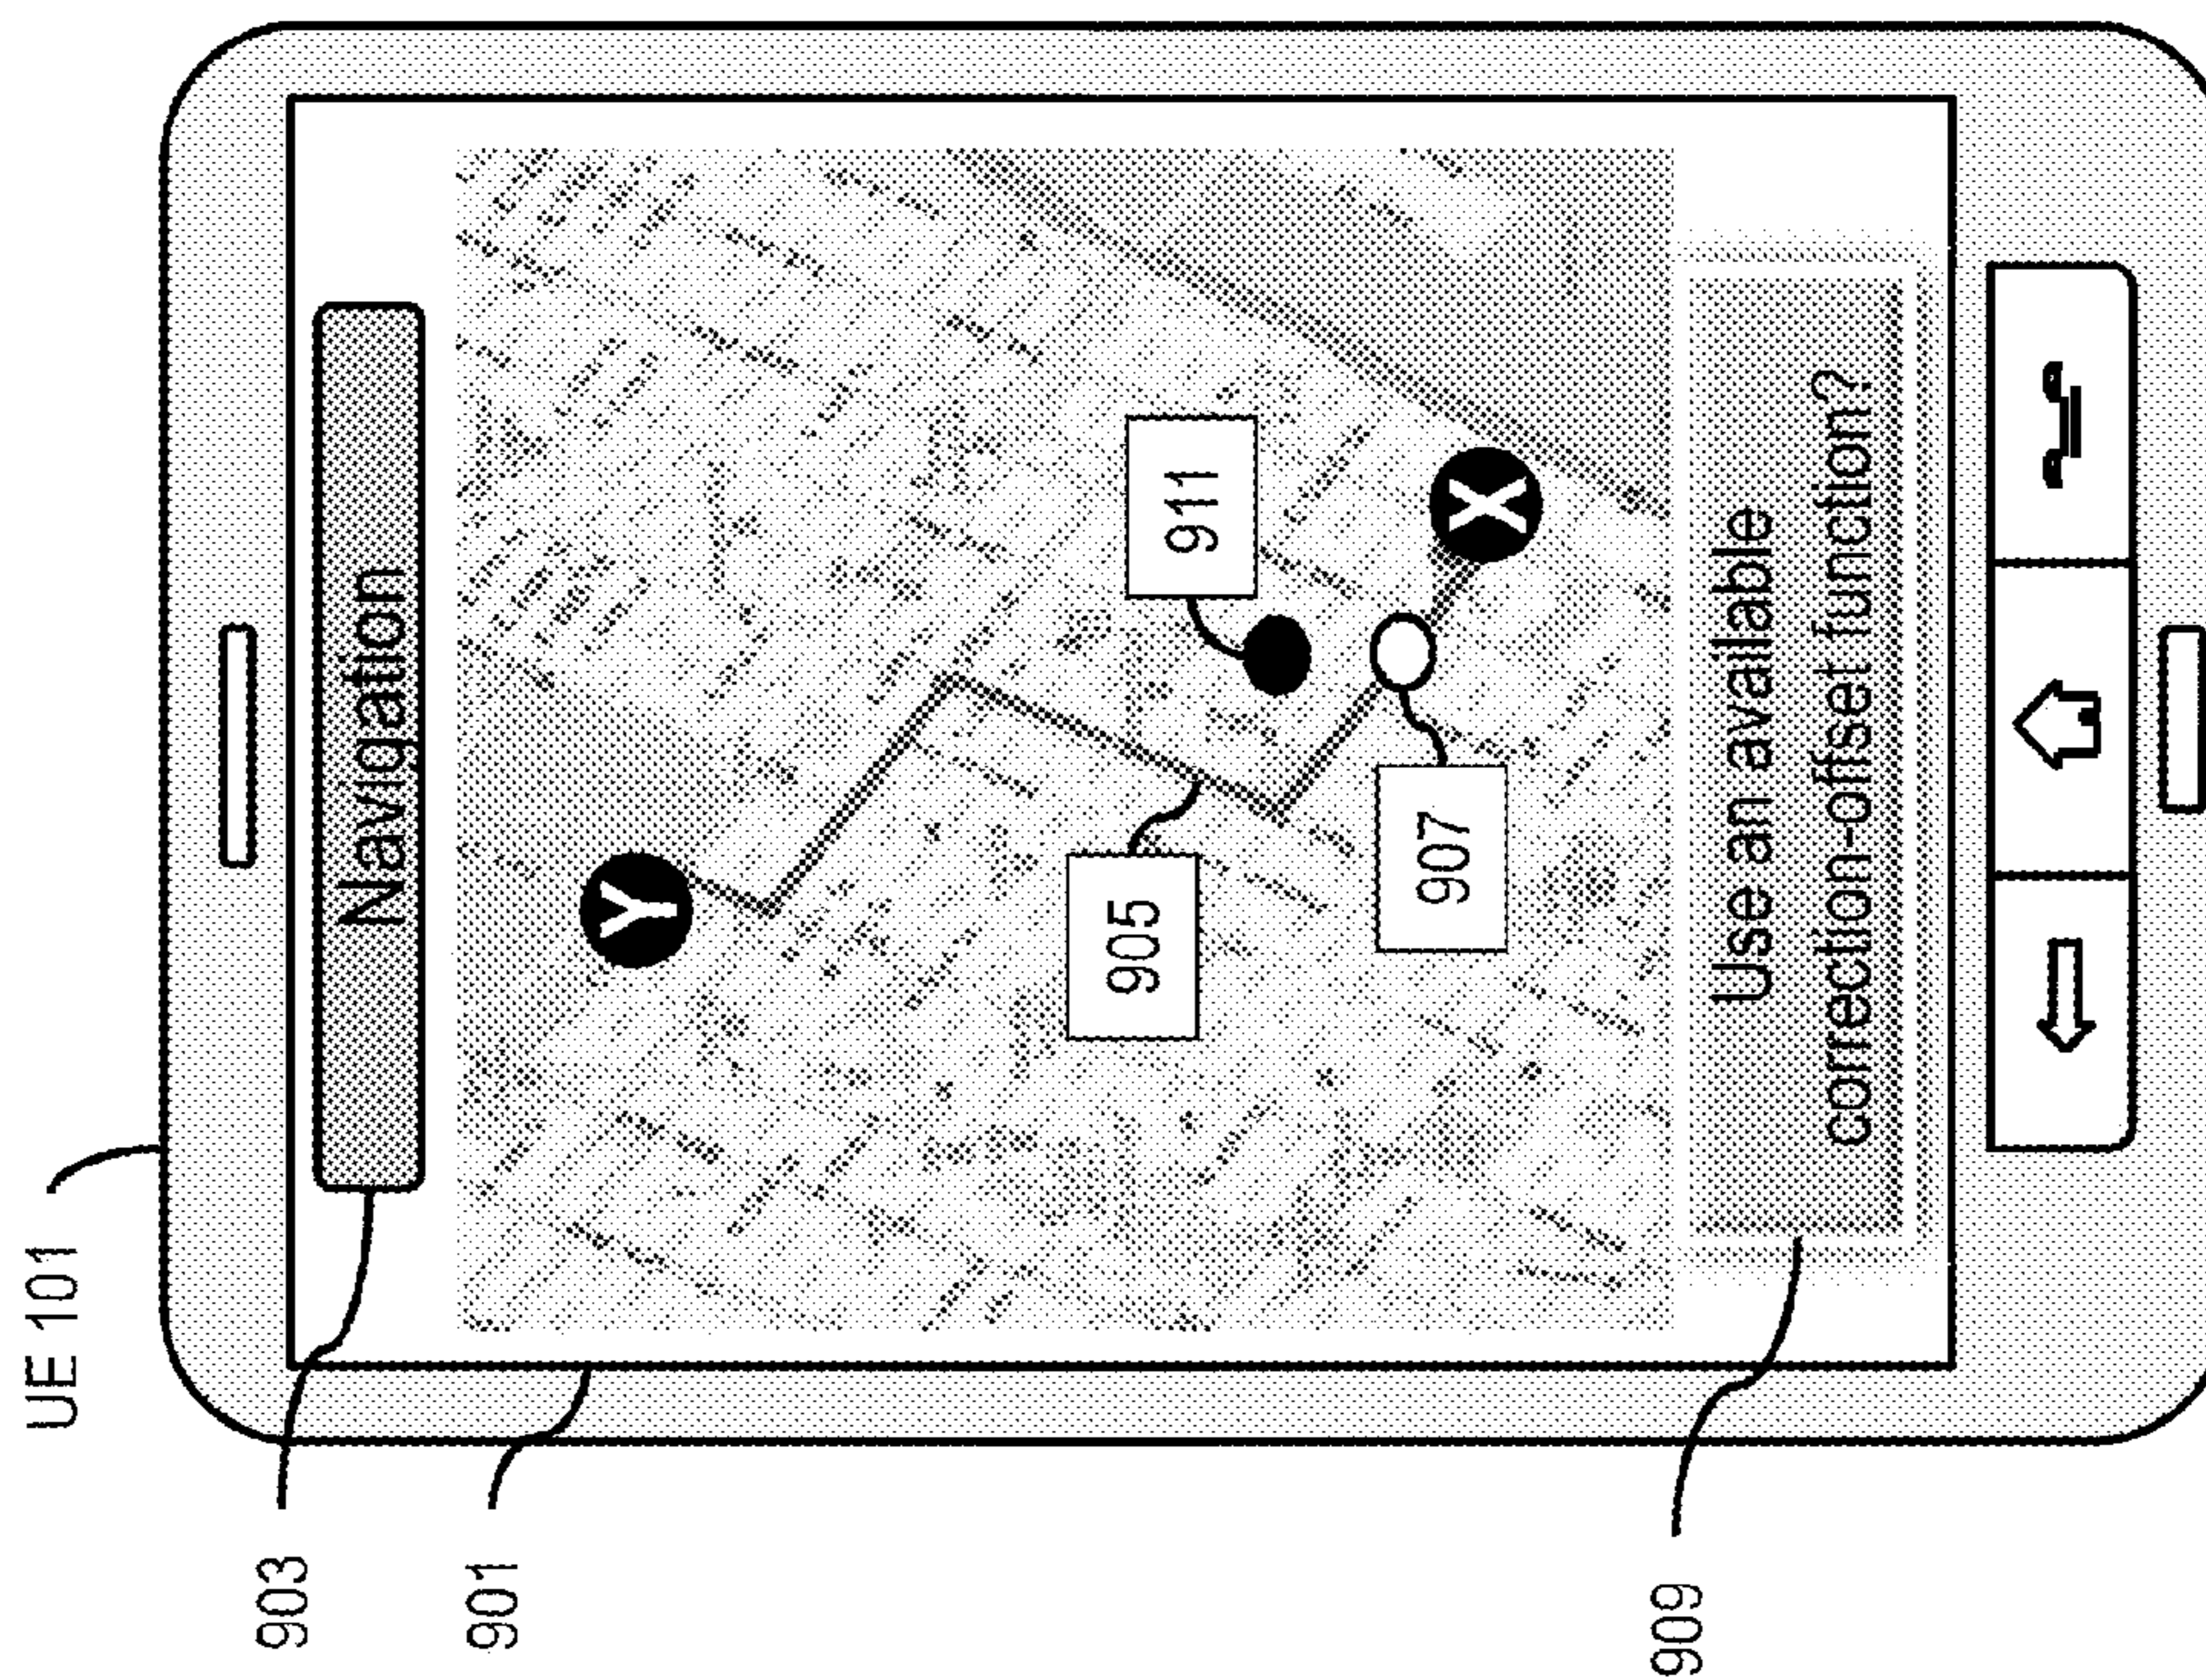 UE 101
903
Navigation
901
Y
911
905
X
907
Use an available
correction-offset function?
909